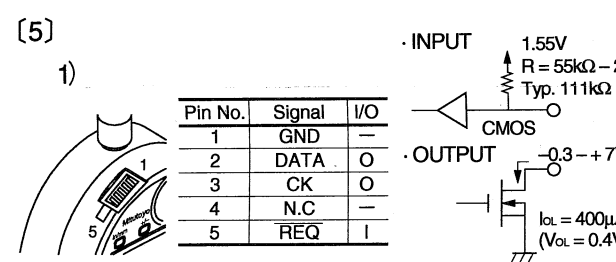 〔5〕
1)
1
5
Mitutoyo
Pin No. Signal I/O
1 GND —
2 DATA O
3 CK O
4 N.C —
5 REQ I
· INPUT
1.55V
R = 55kΩ –
Typ. 111kΩ
CMOS
· OUTPUT
–0.3 – + 7
IOL = 400μ
(VOL = 0.4V